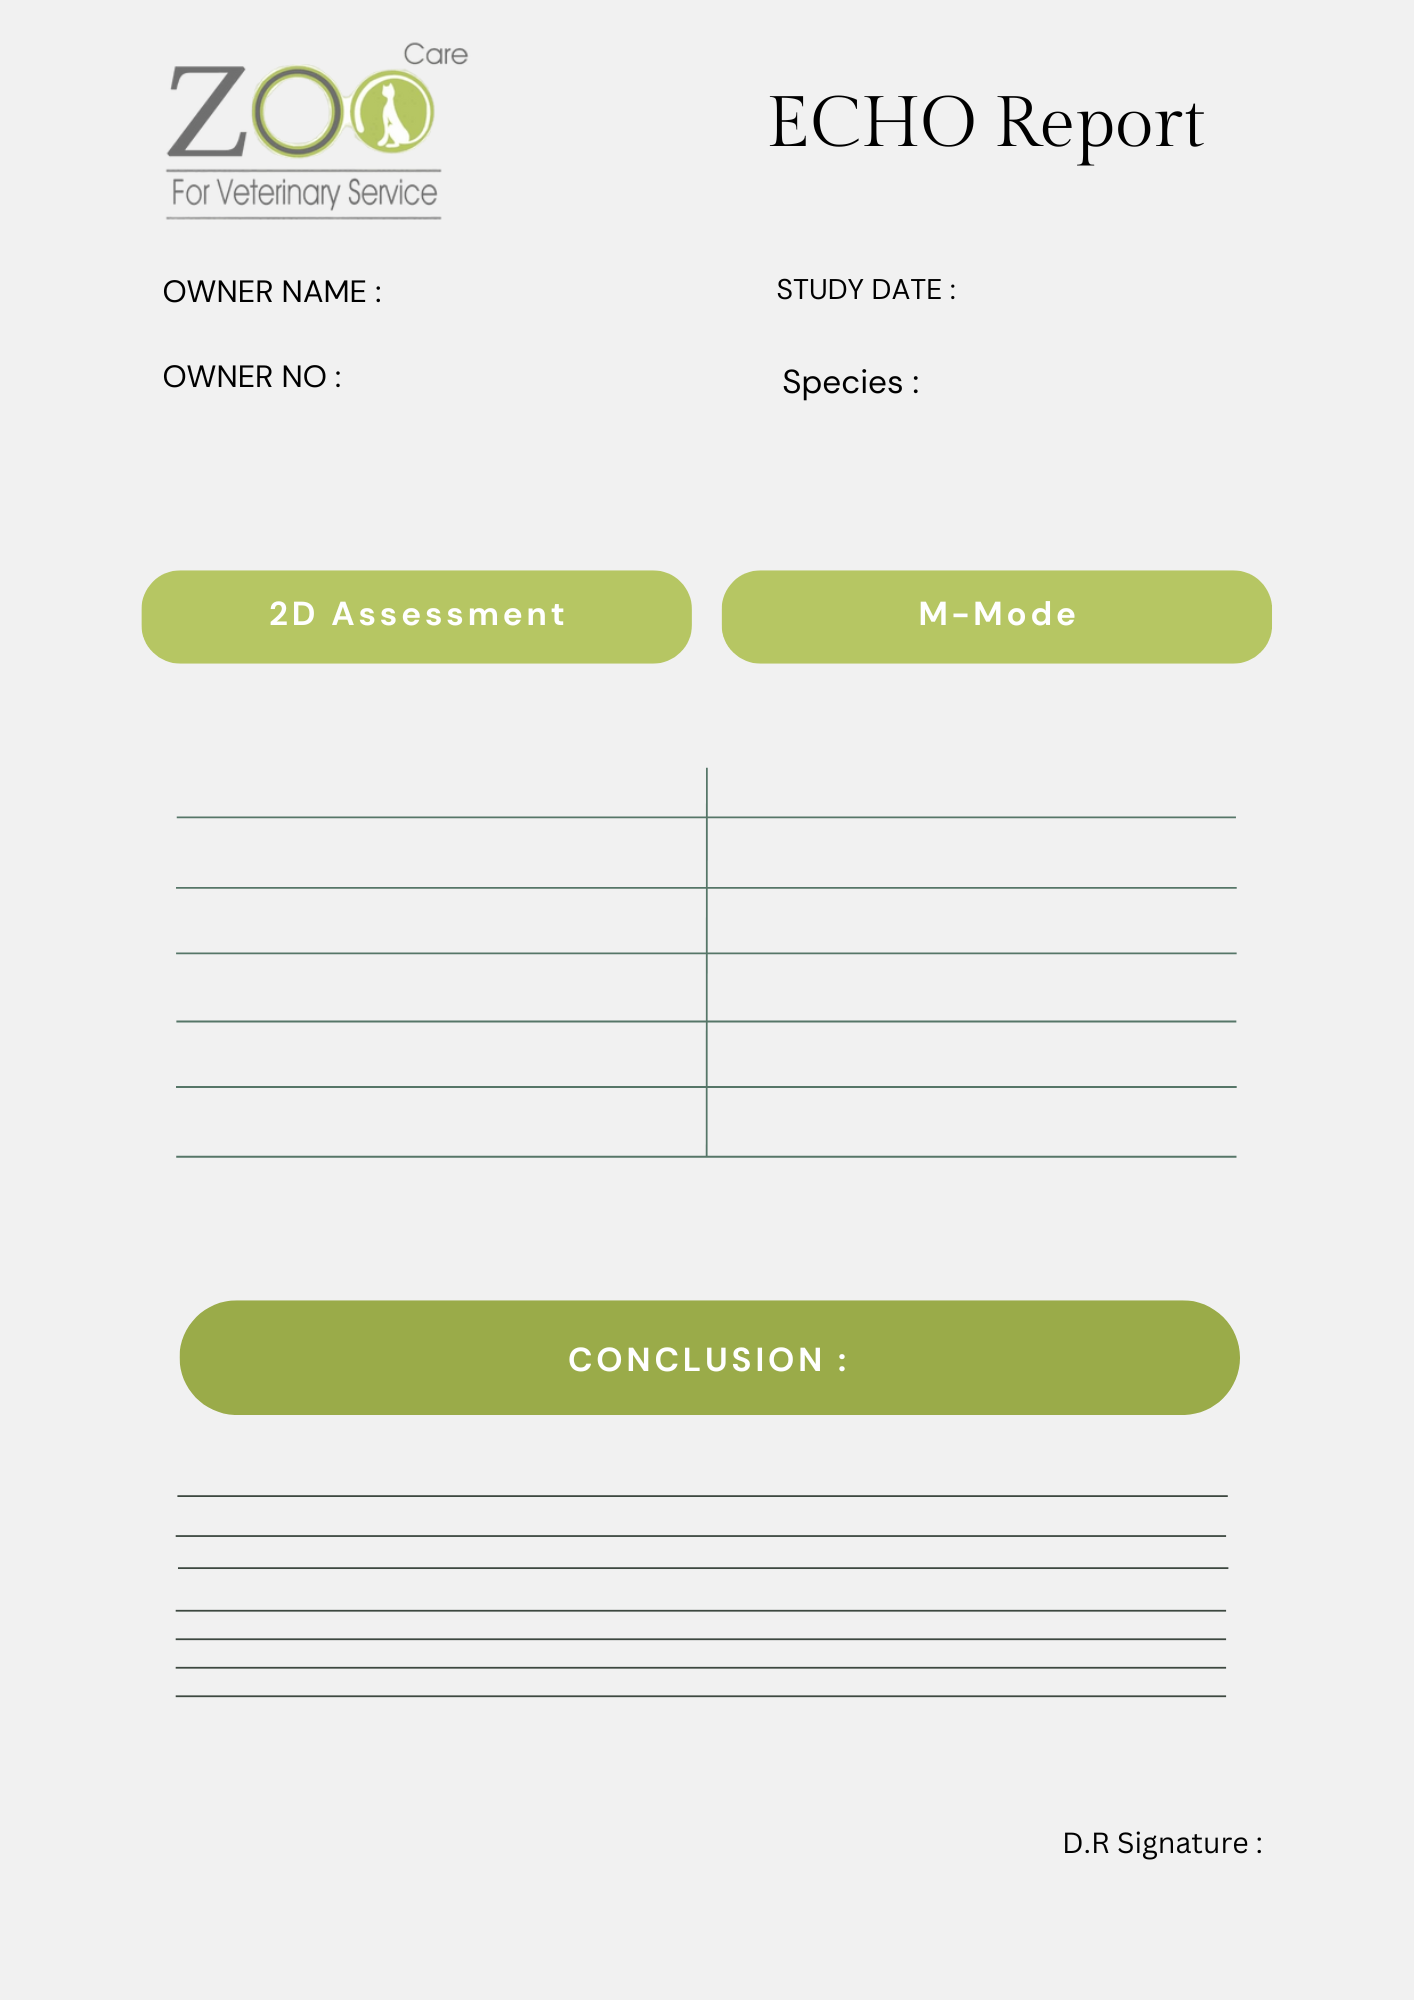 Care
ZOO
For Veterinary Service
ECHO Report
OWNER NAME :
STUDY DATE :
OWNER NO :
Species :
2D Assessment
M-Mode
CONCLUSION :
D.R Signature :